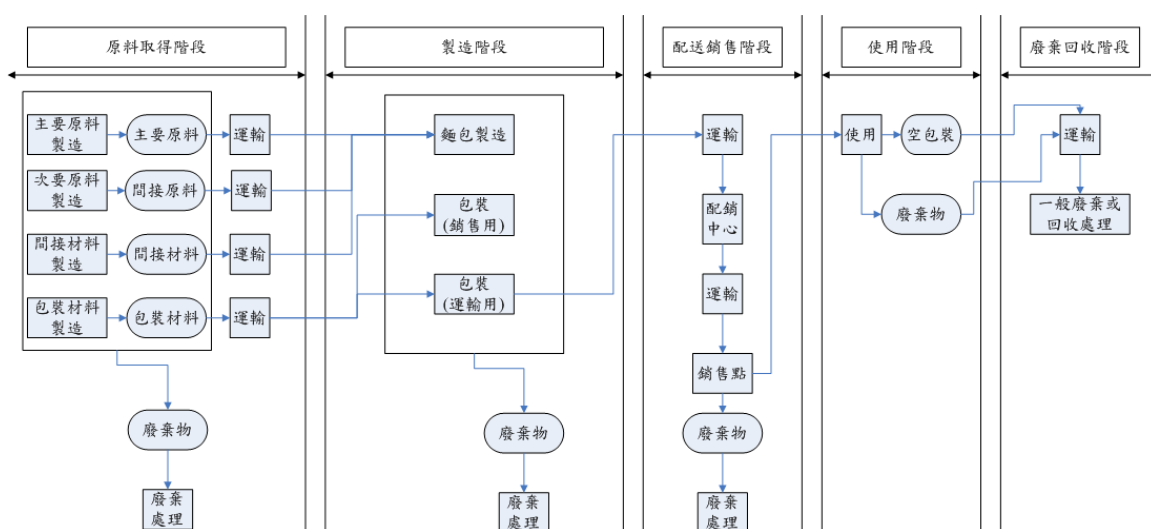 原料取得階段
製造階段
配送銷售階段
使用階段
廢棄回收階段
主要原料
製造
主要原料
運輸
次要原料
製造
間接原料
運輸
間接材料
製造
間接材料
運輸
包裝材料
製造
包裝材料
運輸
廢棄物
廢棄
處理
麵包製造
包裝
(銷售用)
包裝
(運輸用)
廢棄物
廢棄
處理
運輸
配銷
中心
運輸
銷售點
廢棄物
廢棄
處理
使用
空包裝
廢棄物
運輸
一般廢棄或
回收處理